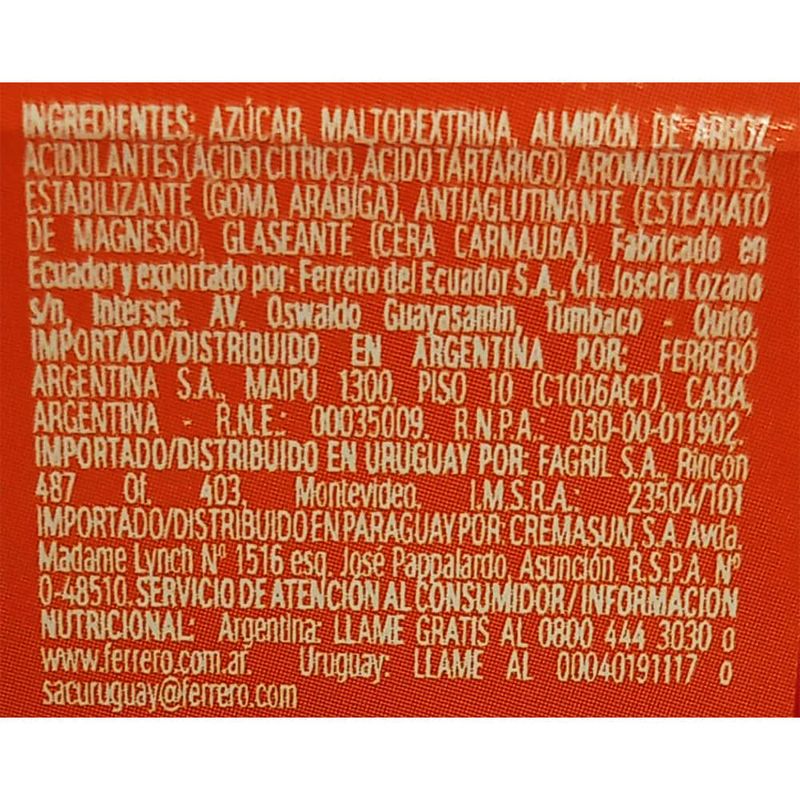 INGREDIENTES: AZÚCAR, MALTODEXTRINA, ALMIDÓN DE ARROZ,
ACIDULANTES (ÁCIDO CÍTRICO, ACIDO TARTÁRICO), AROMATIZANTES,
ESTABILIZANTE (GOMA ARÁBIGA), ANTIAGLUTINANTE (ESTEARATO
DE MAGNESIO), GLASEANTE (CERA CARNAUBA). Fabricado en
Ecuador y exportado por: Ferrero del Ecuador S.A., CII. Josefa Lozano
s/n. Intersec. AV. Oswaldo Guayasamin, Tumbaco - Quito.
IMPORTADO/DISTRIBUIDO EN ARGENTINA POR: FERRERO
ARGENTINA S.A., MAIPU 1300, PISO 10 (C1006ACT), CABA,
ARGENTINA - R.N.E.: 00035009. R.N.P.A.: 030-00-011902.
IMPORTADO/DISTRIBUIDO EN URUGUAY POR: FAGRIL S.A., Rincón
487 Of. 403, Montevideo. I.M.S.R.A.: 23504/101
IMPORTADO/DISTRIBUIDO EN PARAGUAY POR: CREMASUN, S.A. Avda.
Madame Lynch Nº 1516 esq. José Pappalardo, Asunción. R.S.P.A. Nº
0-48510. SERVICIO DE ATENCIÓN AL CONSUMIDOR / INFORMACION
NUTRICIONAL: Argentina: LLAME GRATIS AL 0800 444 3030 o
www.ferrero.com.ar. Uruguay: LLAME AL 00040191117 o
sacuruguay@ferrero.com